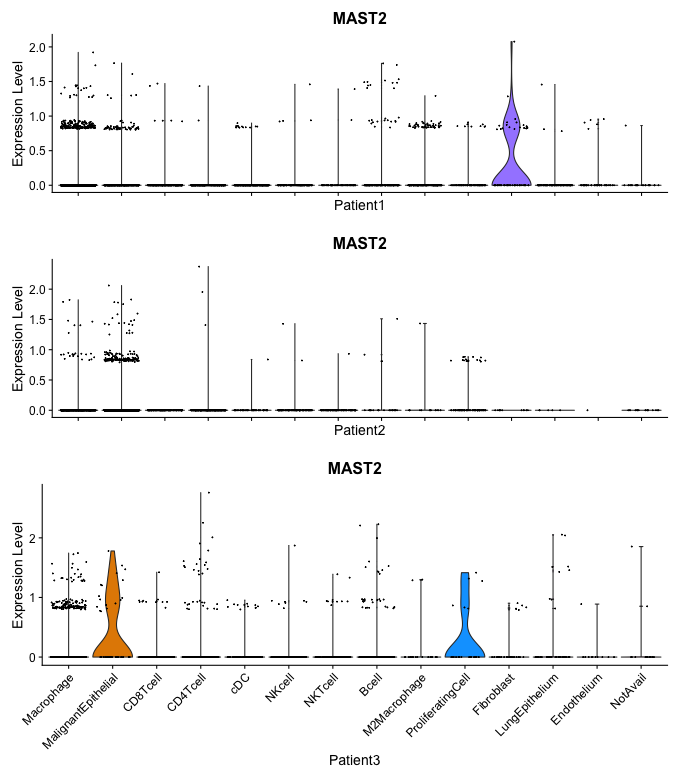 MAST2
Expression Level
2.0
1.5
1.0
0.5
0.0
Patient1
MAST2
Expression Level
2.0
1.5
1.0
0.5
0.0
Patient2
MAST2
Expression Level
2
1
0
Macrophage
MalignantEpithelial
CD8Tcell
CD4Tcell
cDC
NKcell
NKTcell
Bcell
M2Macrophage
ProliferatingCell
Fibroblast
LungEpithelium
Endothelium
NotAvail
Patient3